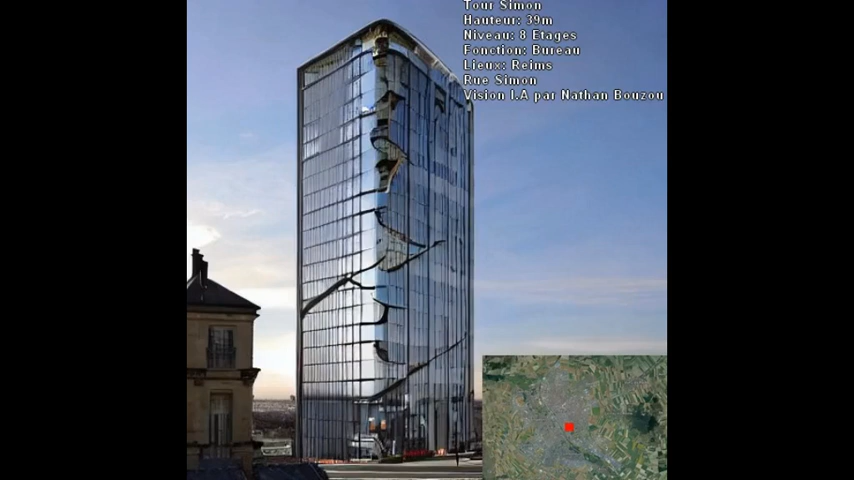 Tour Simon
Hauteur: 39m
Niveau: 8 Etages
Fonction: Bureau
Lieux: Reims
Rue Simon
Vision I.A par Nathan Bouzou